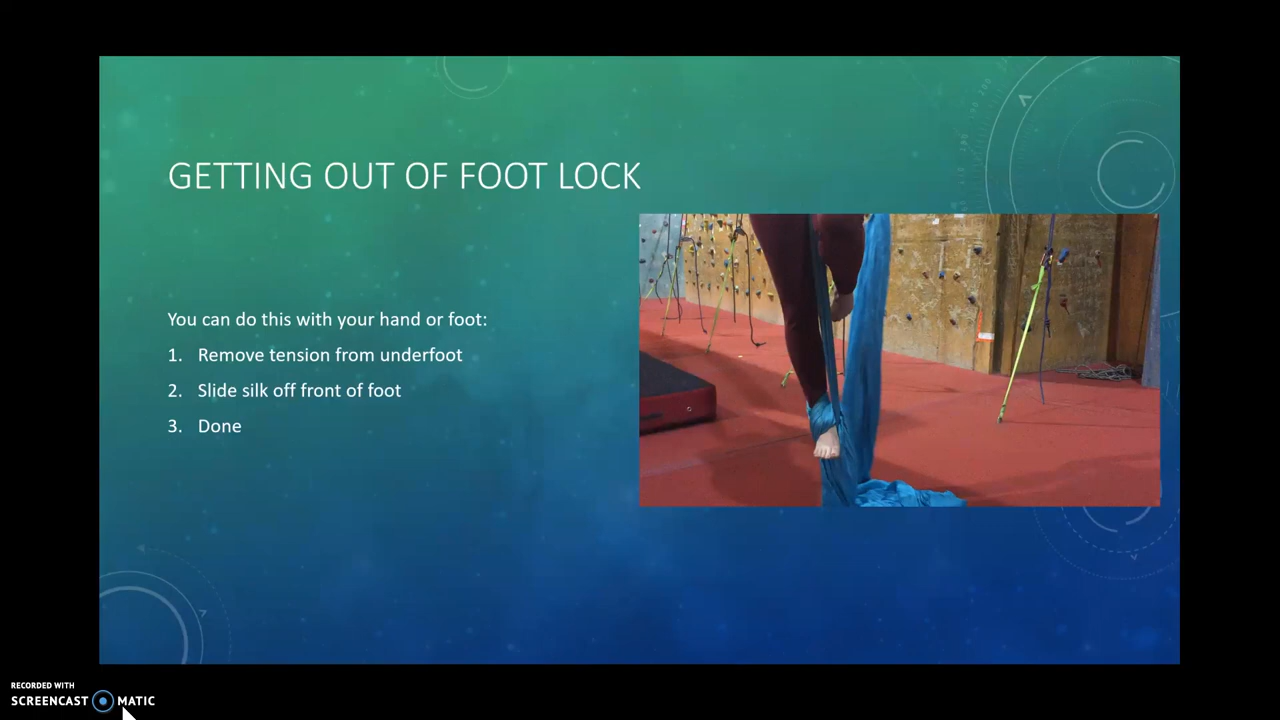 GETTING OUT OF FOOT LOCK
You can do this with your hand or foot:
1. Remove tension from underfoot
2. Slide silk off front of foot
3. Done
RECORDED WITH
SCREENCAST MATIC